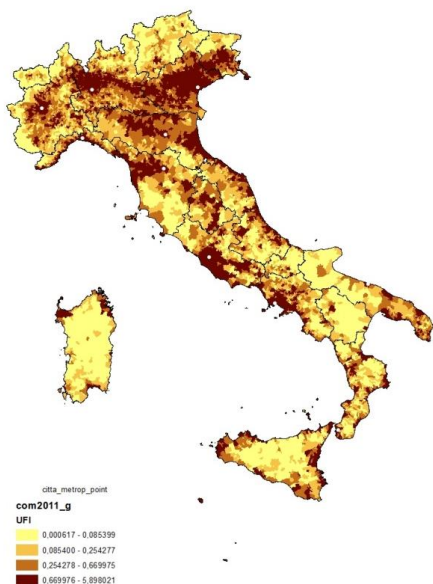 citta_metrop_point
com2011_g
UFI
0,000617 - 0,085399
0,085400 - 0,254277
0,254278 - 0,669975
0,669976 - 5,898021